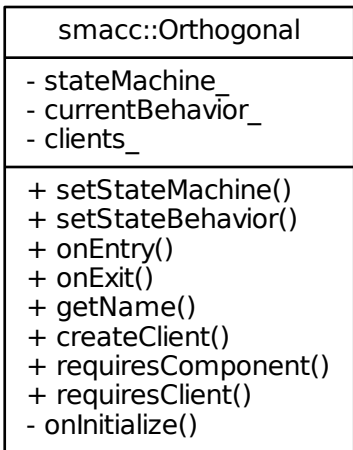 smacc::Orthogonal
- stateMachine_
- currentBehavior_
- clients_
+ setStateMachine()
+ setStateBehavior()
+ onEntry()
+ onExit()
+ getName()
+ createClient()
+ requiresComponent()
+ requiresClient()
- onInitialize()